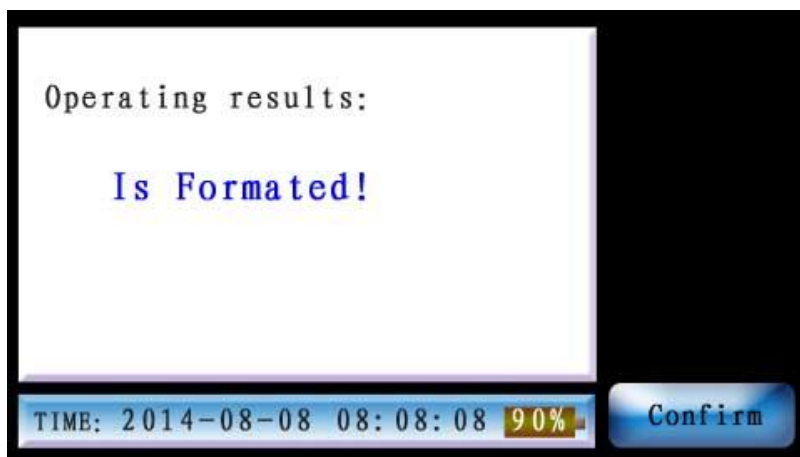 Operating results:
Is Formated!
TIME: 2014-08-08 08:08:08 90%
Confirm